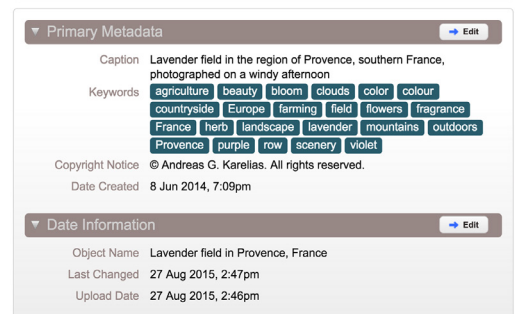 Primary Metadata Edit
Caption Lavender field in the region of Provence, southern France,
photographed on a windy afternoon
Keywords agriculture beauty bloom clouds color colour
countryside Europe farming field flowers fragrance
France herb landscape lavender mountains outdoors
Provence purple row scenery violet
Copyright Notice © Andreas G. Karelias. All rights reserved.
Date Created 8 Jun 2014, 7:09pm
Date Information Edit
Object Name Lavender field in Provence, France
Last Changed 27 Aug 2015, 2:47pm
Upload Date 27 Aug 2015, 2:46pm